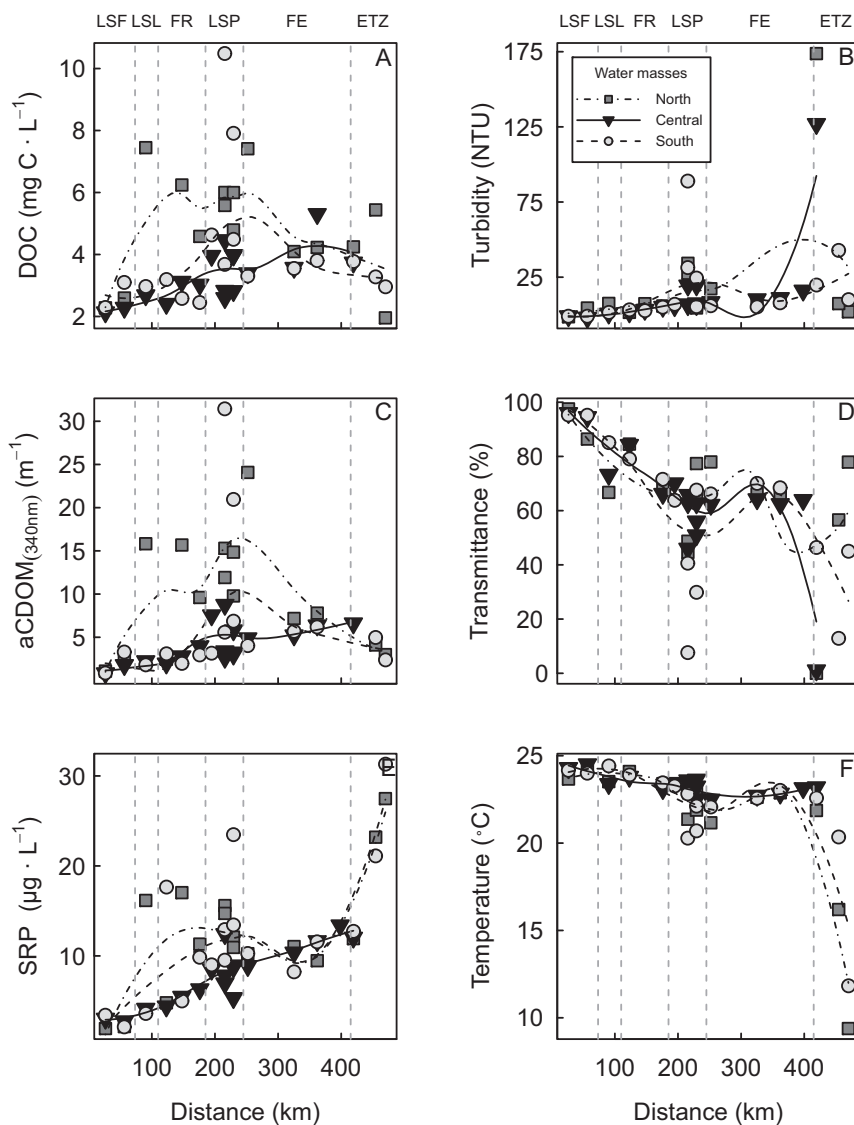 LSF LSL FR LSP FE ETZ
LSF LSL FR LSP FE ETZ
A
DOC (mg C · L⁻¹)
10
8
6
4
2
B
Turbidity (NTU)
175
125
75
25
Water masses
North
Central
South
C
aCDOM(340nm) (m⁻¹)
30
25
20
15
10
5
D
Transmittance (%)
100
80
60
40
20
0
E
SRP (µg · L⁻¹)
30
20
10
100 200 300 400
Distance (km)
F
Temperature (°C)
25
20
15
10
100 200 300 400
Distance (km)